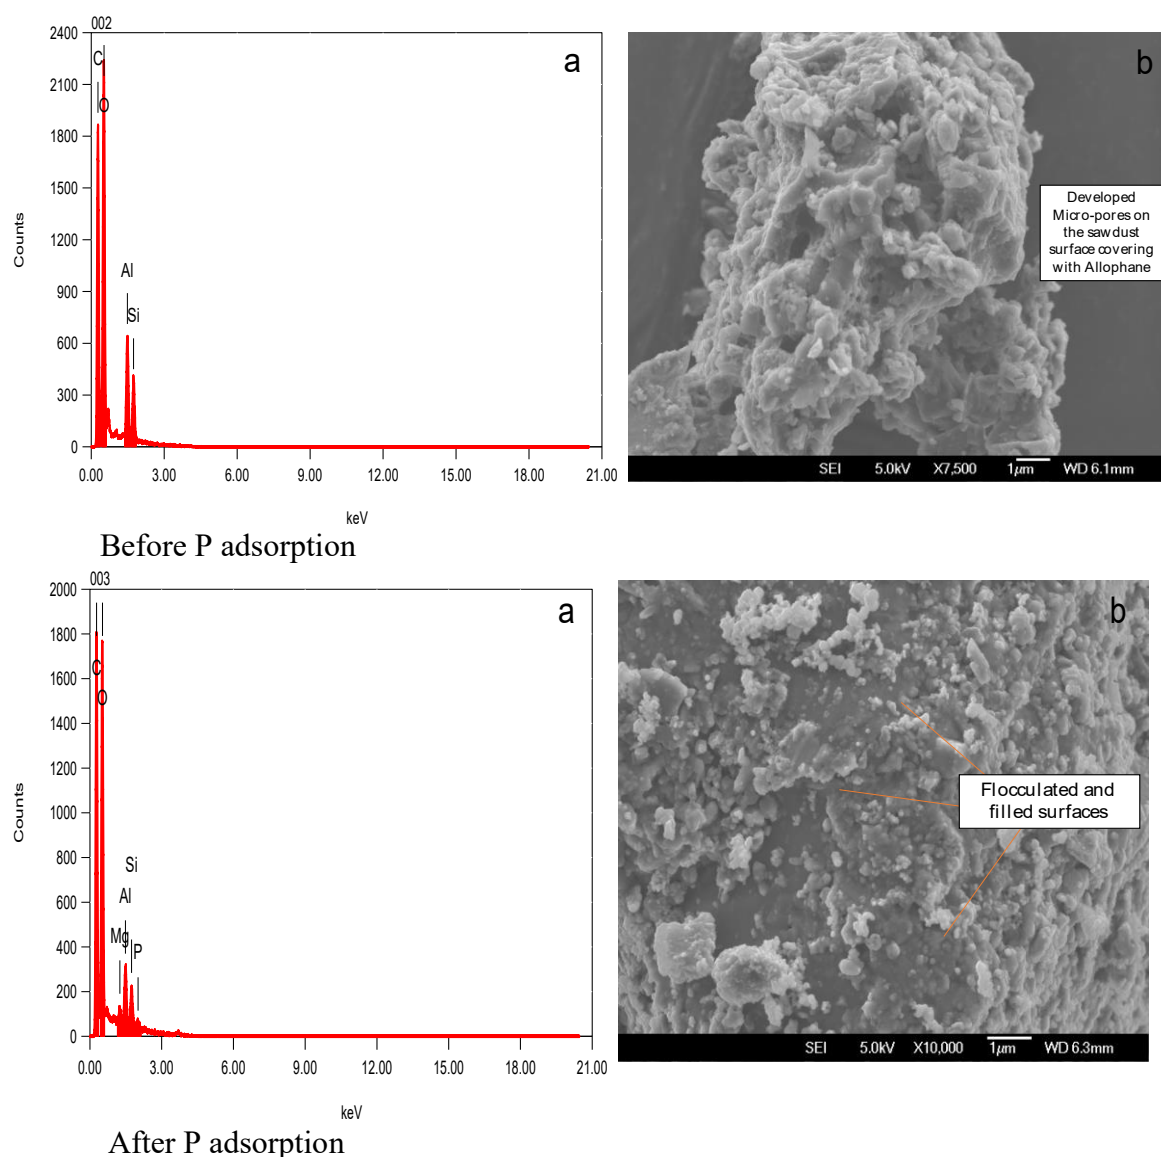 002
2400
2100
1800
1500
1200
900
600
300
0
Counts
C
O
Al
Si
a
0.00 3.00 6.00 9.00 12.00 15.00 18.00 21.00
keV
b
Developed
Micro-pores on
the sawdust
surface covering
with Allophane
SEI 5.0kV X7,500 1µm WD 6.1mm
Before P adsorption
003
2000
1800
1600
1400
1200
1000
800
600
400
200
0
Counts
C
O
Si
Al
Mg
P
a
0.00 3.00 6.00 9.00 12.00 15.00 18.00 21.00
keV
b
Flocculated and
filled surfaces
SEI 5.0kV X10,000 1µm WD 6.3mm
After P adsorption